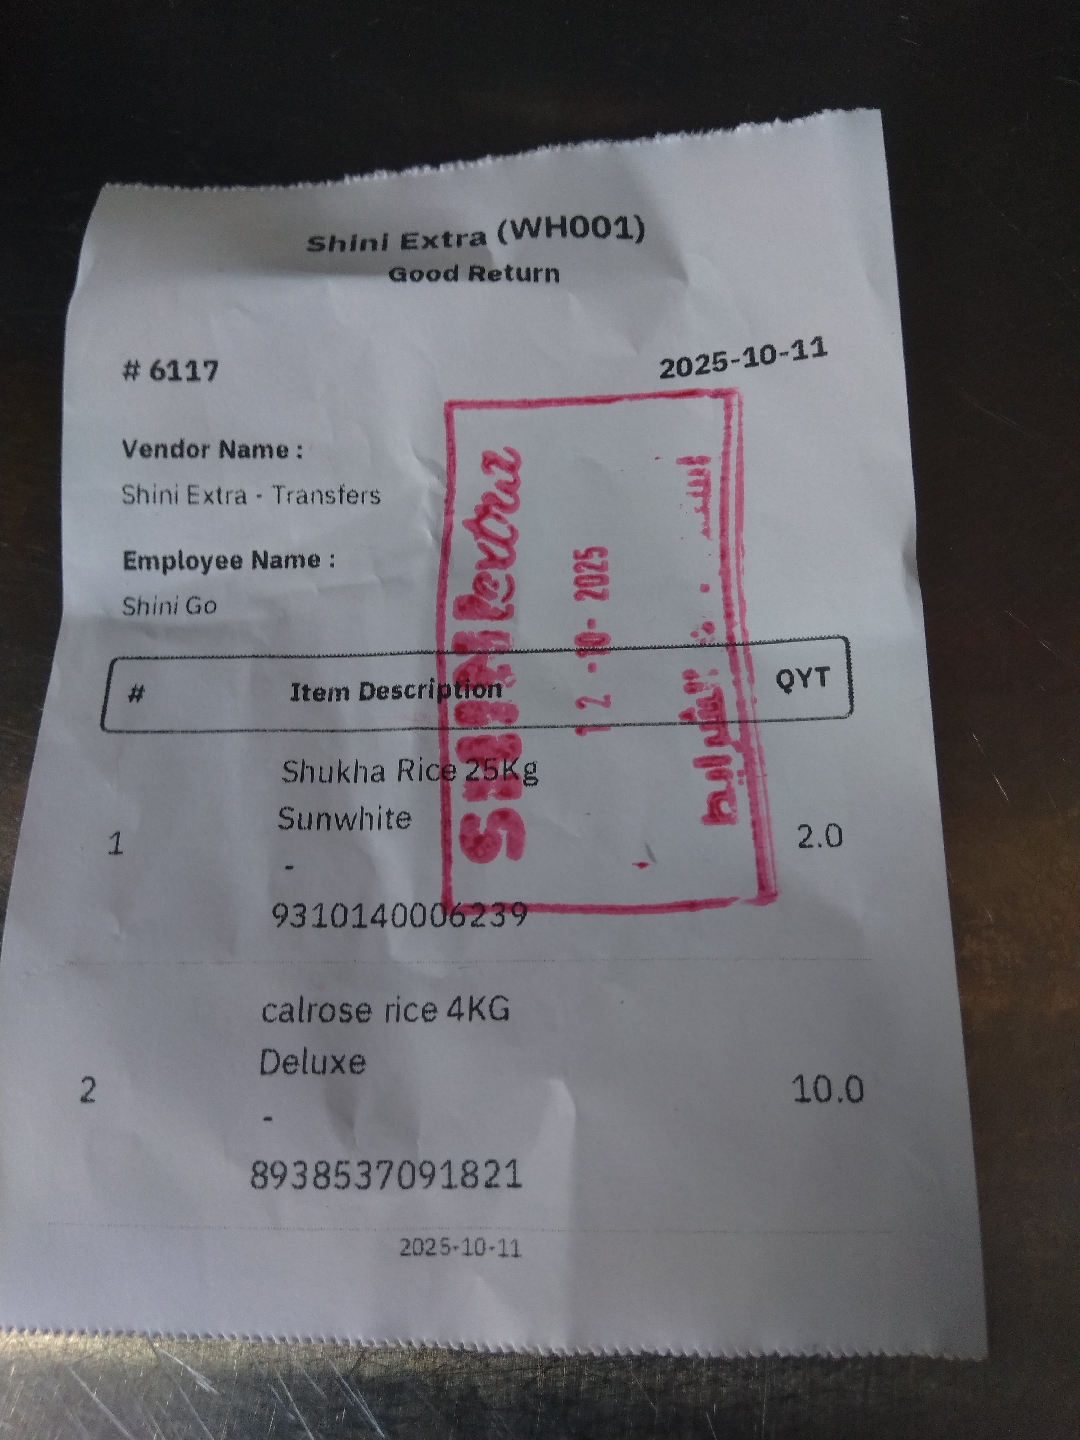 Shini Extra (WH001)
Good Return
# 6117
2025-10-11
Vendor Name :
Shini Extra - Transfers
Employee Name :
Shini Go
# Item Description QYT
Shukha Rice 25Kg
Sunwhite
1 - 2.0
9310140006239
calrose rice 4KG
Deluxe
2 - 10.0
8938537091821
2025-10-11
SHINI extra
12-10-2025